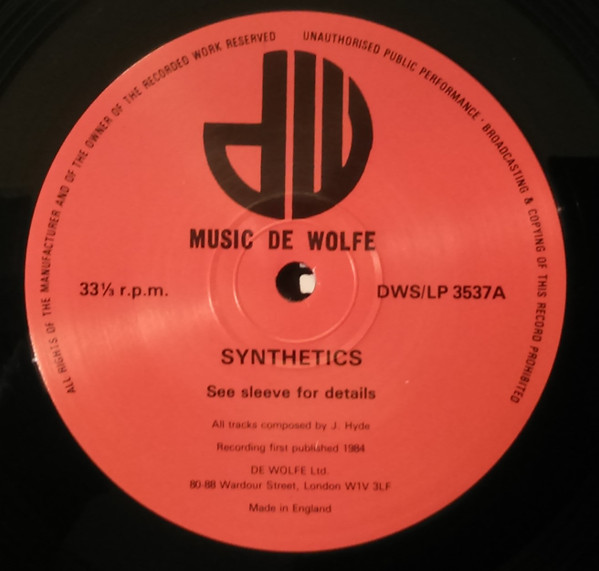 ALL RIGHTS OF THE MANUFACTURER AND OF THE OWNER OF THE RECORDED WORK RESERVED
UNAUTHORISED PUBLIC PERFORMANCE · BROADCASTING & COPYING OF THIS RECORD PROHIBITED
dW
MUSIC DE WOLFE
33⅓ r.p.m.
DWS/LP 3537A
SYNTHETICS
See sleeve for details
All tracks composed by J. Hyde
Recording first published 1984
DE WOLFE Ltd.
80-88 Wardour Street, London W1V 3LF
Made in England